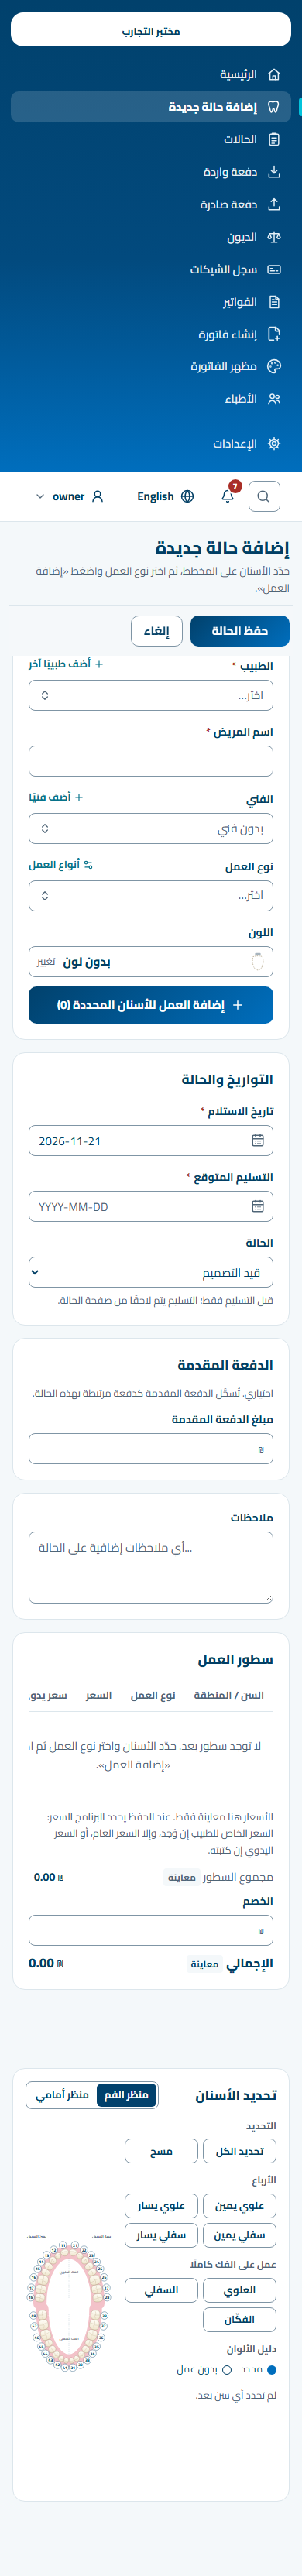 مختبر التجارب
الرئيسية
إضافة حالة جديدة
الحالات
دفعة واردة
دفعة صادرة
الديون
سجل الشيكات
الفواتير
إنشاء فاتورة
مظهر الفاتورة
الأطباء
الإعدادات
7
English
owner
إضافة حالة جديدة
حدّد الأسنان على المخطط، ثم اختر نوع العمل واضغط «إضافة
العمل».
حفظ الحالة
إلغاء
الطبيب *
+ أضف طبيبًا آخر
اختر...
اسم المريض *
الفني
+ أضف فنيًا
بدون فني
نوع العمل
أنواع العمل
اختر...
اللون
بدون لون
تغيير
+ إضافة العمل للأسنان المحددة (0)
التواريخ والحالة
تاريخ الاستلام *
2026-11-21
التسليم المتوقع *
YYYY-MM-DD
الحالة
قيد التصميم
قبل التسليم فقط؛ التسليم يتم لاحقًا من صفحة الحالة.
الدفعة المقدمة
اختياري، تُسجَّل الدفعة المقدمة كدفعة مرتبطة بهذه الحالة.
مبلغ الدفعة المقدمة
₪
ملاحظات
أي ملاحظات إضافية على الحالة...
سطور العمل
السن / المنطقة
نوع العمل
السعر
سعر يدوي
لا توجد سطور بعد. حدّد الأسنان واختر نوع العمل ثم
«إضافة العمل».
الأسعار هنا معاينة فقط. عند الحفظ يحدد البرنامج السعر:
السعر الخاص للطبيب إن وُجد، وإلا السعر العام، أو السعر
اليدوي إن كتبته.
مجموع السطور معاينة
₪ 0.00
الخصم
₪
الإجمالي معاينة
₪ 0.00
تحديد الأسنان
منظر الفم
منظر أمامي
التحديد
تحديد الكل
مسح
الأرباع
علوي يمين
علوي يسار
سفلي يمين
سفلي يسار
عمل على الفك كاملا
العلوي
السفلي
الفكّان
دليل الألوان
محدد
بدون عمل
لم تحدد أي سن بعد.